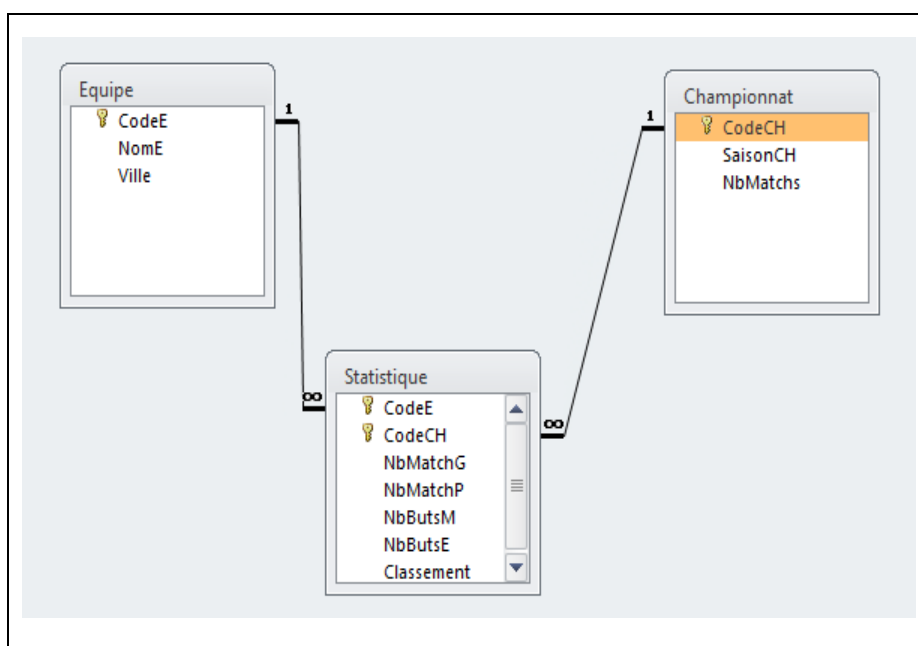 Equipe
CodeE
NomE
Ville
1
∞
Championnat
CodeCH
SaisonCH
NbMatchs
1
∞
Statistique
CodeE
CodeCH
NbMatchG
NbMatchP
NbButsM
NbButsE
Classement